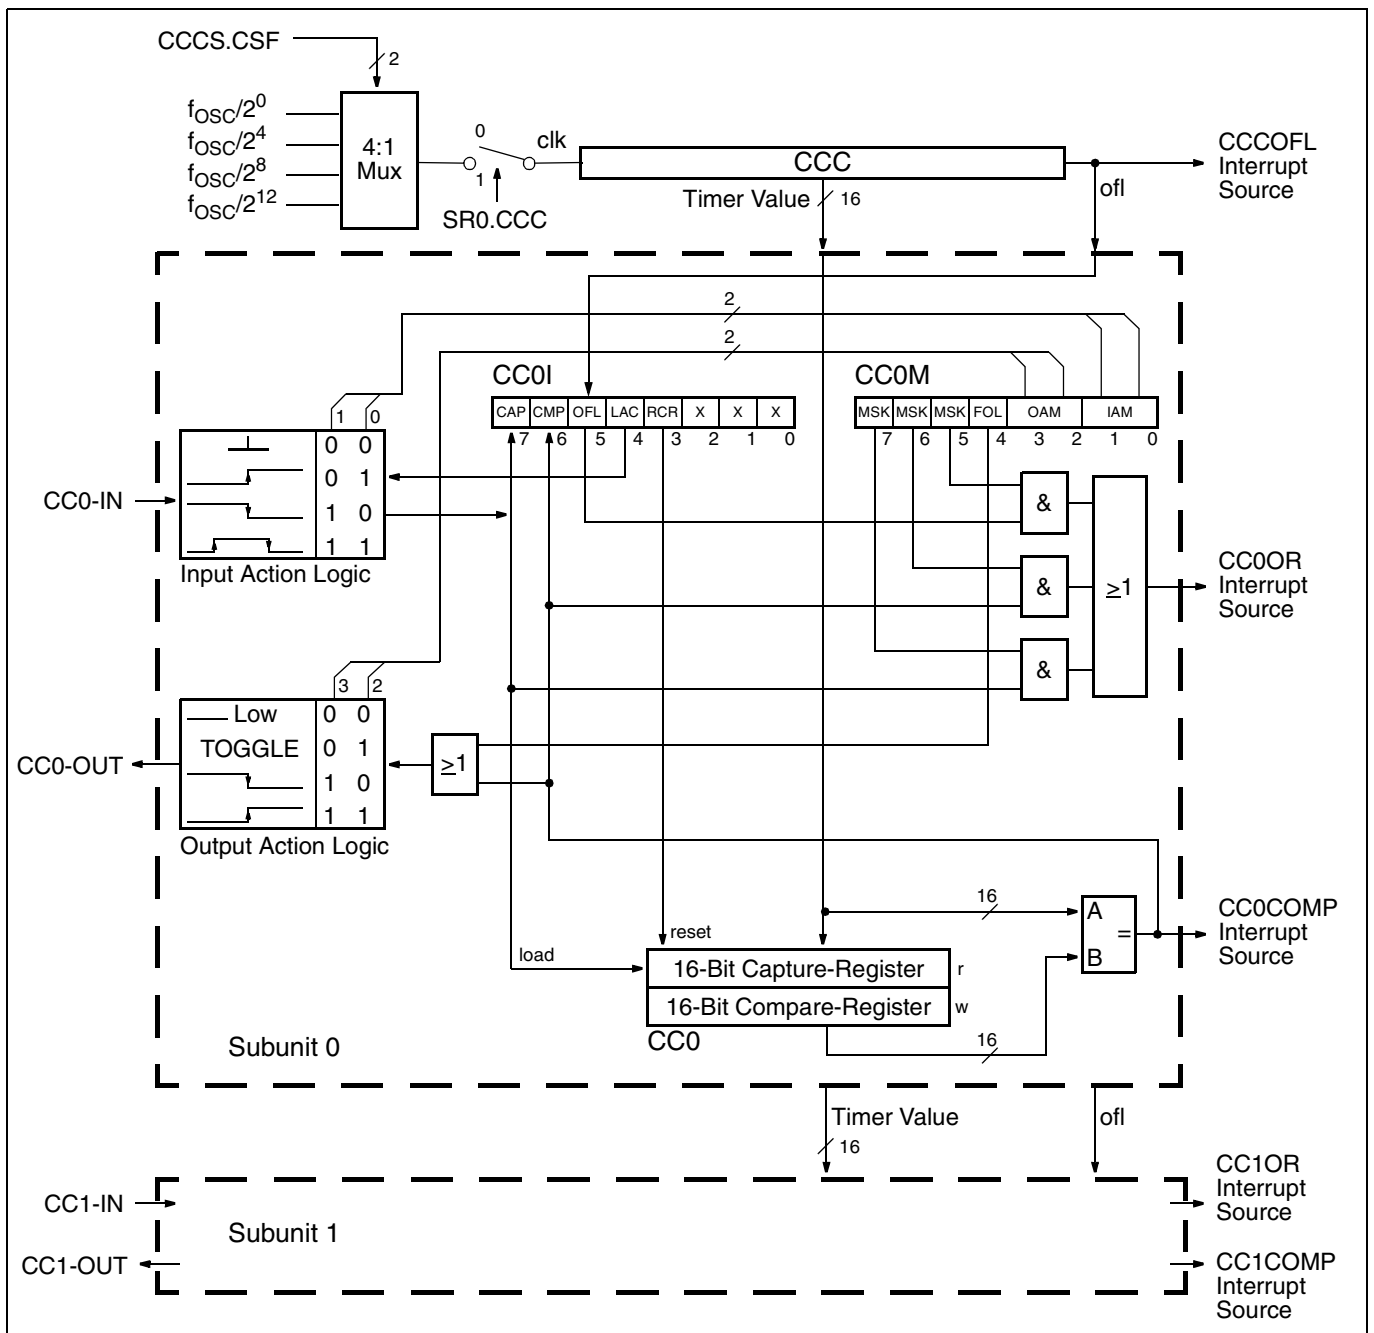 CCCS.CSF
2
fOSC/2^0
fOSC/2^4
fOSC/2^8
fOSC/2^12
4:1
Mux
0
1
SR0.CCC
clk
CCC
Timer Value
16
ofl
CCCOFL
Interrupt
Source
2
2
CC0I
CAP CMP OFL LAC RCR X X X
7 6 5 4 3 2 1 0
CC0M
MSK MSK MSK FOL OAM IAM
7 6 5 4 3 2 1 0
1 0
0 0
0 1
1 0
1 1
CC0-IN
Input Action Logic
&
&
&
≥1
CC0OR
Interrupt
Source
3 2
Low 0 0
TOGGLE 0 1
1 0
1 1
CC0-OUT
Output Action Logic
≥1
reset
load
16-Bit Capture-Register
r
16-Bit Compare-Register
w
CC0
16
16
A
B
=
CC0COMP
Interrupt
Source
Subunit 0
Timer Value
16
ofl
CC1-IN
CC1-OUT
Subunit 1
CC1OR
Interrupt
Source
CC1COMP
Interrupt
Source